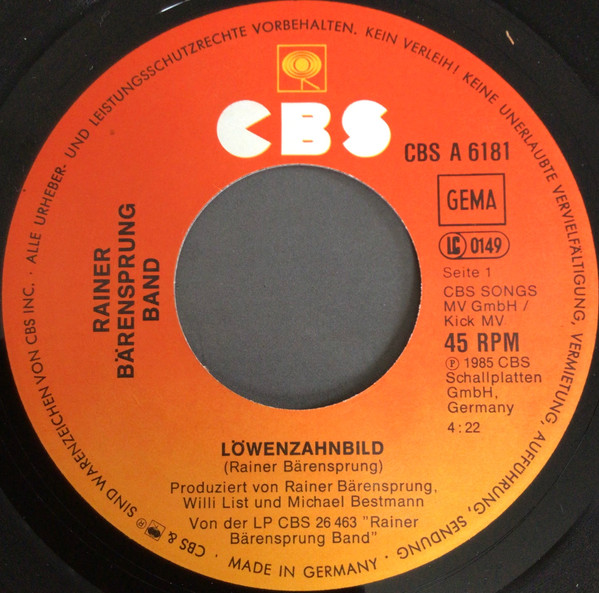 ALLE URHEBER- UND LEISTUNGSSCHUTZRECHTE VORBEHALTEN. KEIN VERLEIH! KEINE UNERLAUBTE VERVIELFÄLTIGUNG, VERMIETUNG, AUFFÜHRUNG, SENDUNG
CBS
CBS A 6181
GEMA
LC 0149
RAINER
BÄRENSPRUNG
BAND
Seite 1
CBS SONGS
MV GmbH /
Kick MV
45 RPM
Ⓟ 1985 CBS
Schallplatten
GmbH,
Germany
4:22
LÖWENZAHNBILD
(Rainer Bärensprung)
Produziert von Rainer Bärensprung,
Willi List und Michael Bestmann
Von der LP CBS 26 463 "Rainer
Bärensprung Band"
· MADE IN GERMANY ·
CBS & ® SIND WARENZEICHEN VON CBS INC. ·